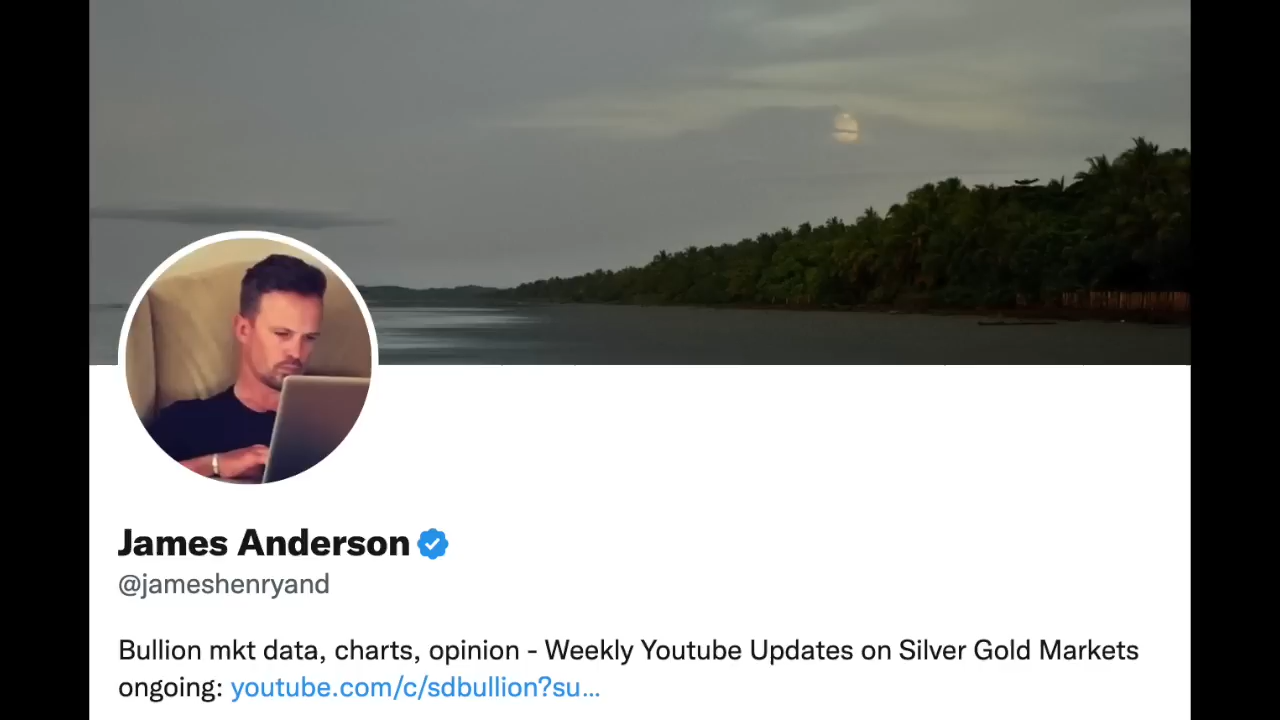 James Anderson
@jameshenryand
Bullion mkt data, charts, opinion - Weekly Youtube Updates on Silver Gold Markets
ongoing: youtube.com/c/sdbullion?su...